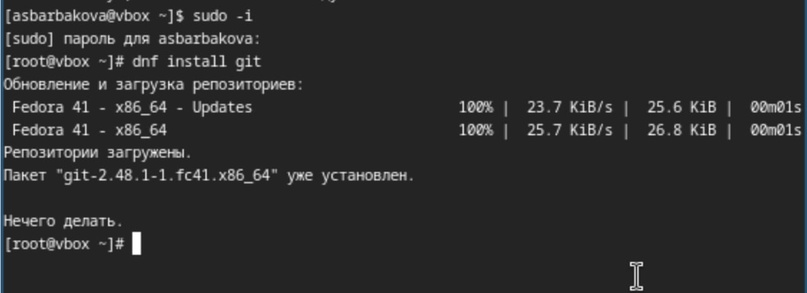 [asbarbakova@vbox ~]$ sudo -i
[sudo] пароль для asbarbakova:
[root@vbox ~]# dnf install git
Обновление и загрузка репозиториев:
Fedora 41 - x86_64 - Updates 100% | 23.7 KiB/s | 25.6 KiB | 00m01s
Fedora 41 - x86_64 100% | 25.7 KiB/s | 26.8 KiB | 00m01s
Репозитории загружены.
Пакет "git-2.48.1-1.fc41.x86_64" уже установлен.
Нечего делать.
[root@vbox ~]#